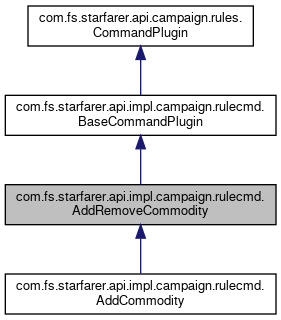 com.fs.starfarer.api.campaign.rules.
CommandPlugin
com.fs.starfarer.api.impl.campaign.rulecmd.
BaseCommandPlugin
com.fs.starfarer.api.impl.campaign.rulecmd.
AddRemoveCommodity
com.fs.starfarer.api.impl.campaign.rulecmd.
AddCommodity